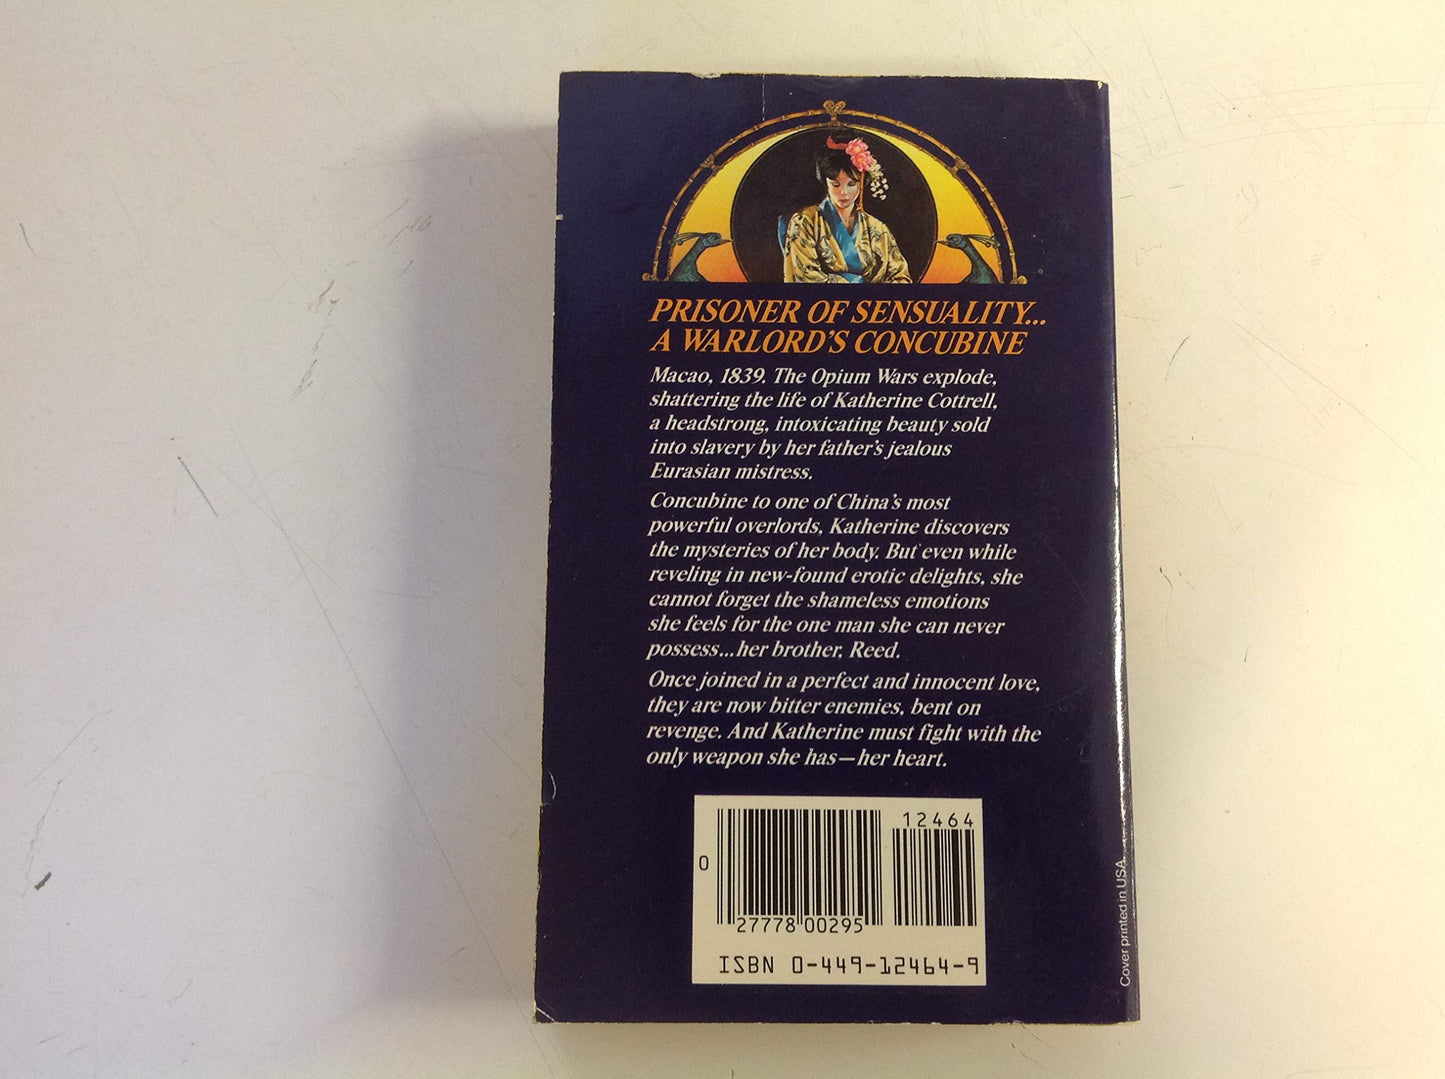 PRISONER OF SENSUALITY...
A WARLORD'S CONCUBINE
Macao, 1839. The Opium Wars explode,
shattering the life of Katherine Cottrell,
a headstrong, intoxicating beauty sold
into slavery by her father's jealous
Eurasian mistress.
Concubine to one of China's most
powerful overlords, Katherine discovers
the mysteries of her body. But even while
reveling in new-found erotic delights, she
cannot forget the shameless emotions
she feels for the one man she can never
possess...her brother, Reed.
Once joined in a perfect and innocent love,
they are now bitter enemies, bent on
revenge. And Katherine must fight with the
only weapon she has—her heart.
12464
0
27778 00295
ISBN 0-449-12464-9
Cover printed in USA.